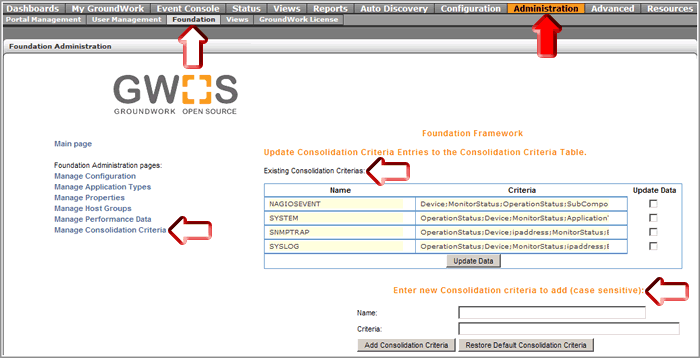 Dashboards My GroundWork Event Console Status Views Reports Auto Discovery Configuration Administration Advanced Resources
Portal Management User Management Foundation Views GroundWork License
Foundation Administration
GWOS
GROUNDWORK OPEN SOURCE
Main page
Foundation Administration pages:
Manage Configuration
Manage Application Types
Manage Properties
Manage Host Groups
Manage Performance Data
Manage Consolidation Criteria
Foundation Framework
Update Consolidation Criteria Entries to the Consolidation Criteria Table.
Existing Consolidation Criterias:
Name Criteria Update Data
NAGIOSEVENT Device;MonitorStatus;OperationStatus;SubCompo
SYSTEM OperationStatus;Device;MonitorStatus;Application
SNMPTRAP OperationStatus;Device;ipaddress;MonitorStatus;E
SYSLOG OperationStatus;Device;MonitorStatus;ipaddress;E
Update Data
Enter new Consolidation criteria to add (case sensitive):
Name:
Criteria:
Add Consolidation Criteria Restore Default Consolidation Criteria